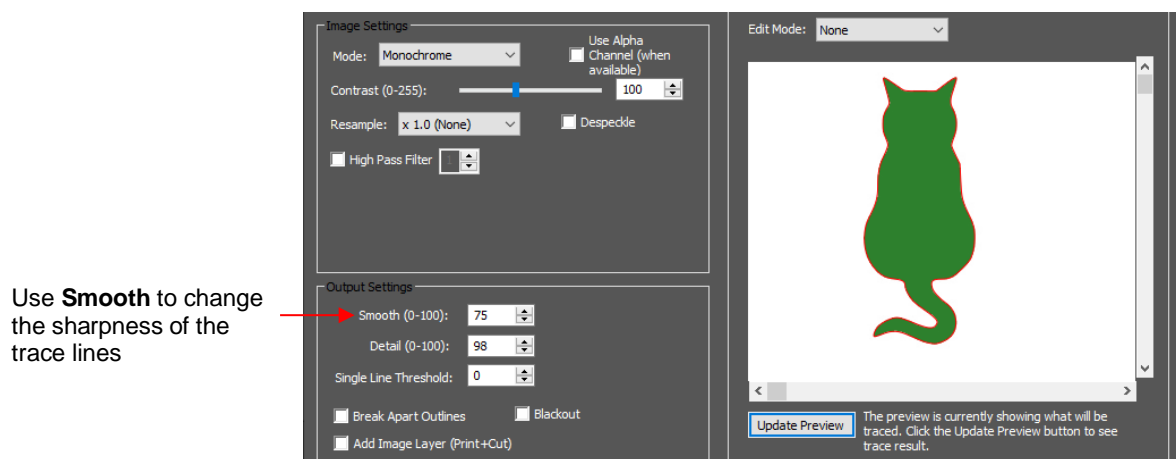 Image Settings
Mode: Monochrome
Use Alpha
Channel (when
available)
Contrast (0-255): 100
Resample: x 1.0 (None)
Despeckle
High Pass Filter 1
Edit Mode: None
Use Smooth to change
the sharpness of the
trace lines
Output Settings
Smooth (0-100): 75
Detail (0-100): 98
Single Line Threshold: 0
Break Apart Outlines
Blackout
Add Image Layer (Print+Cut)
Update Preview
The preview is currently showing what will be
traced. Click the Update Preview button to see
trace result.